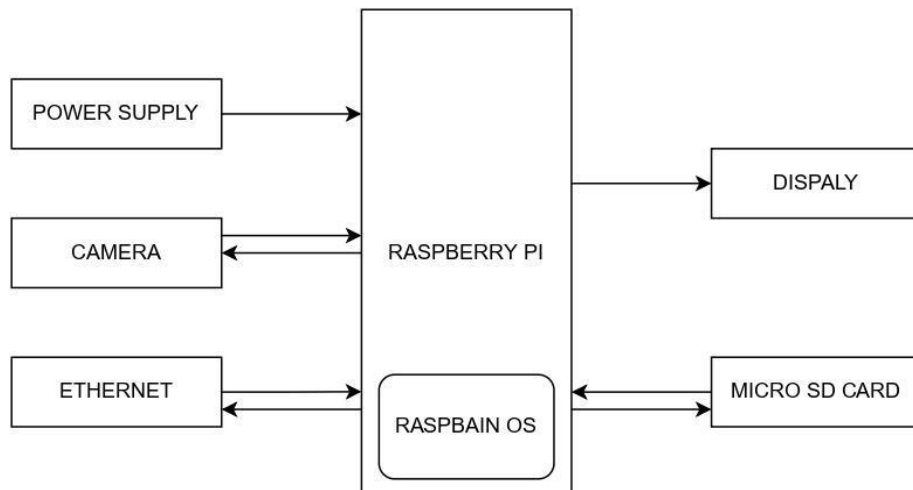 POWER SUPPLY
DISPALY
CAMERA
RASPBERRY PI
ETHERNET
MICRO SD CARD
RASPBAIN OS